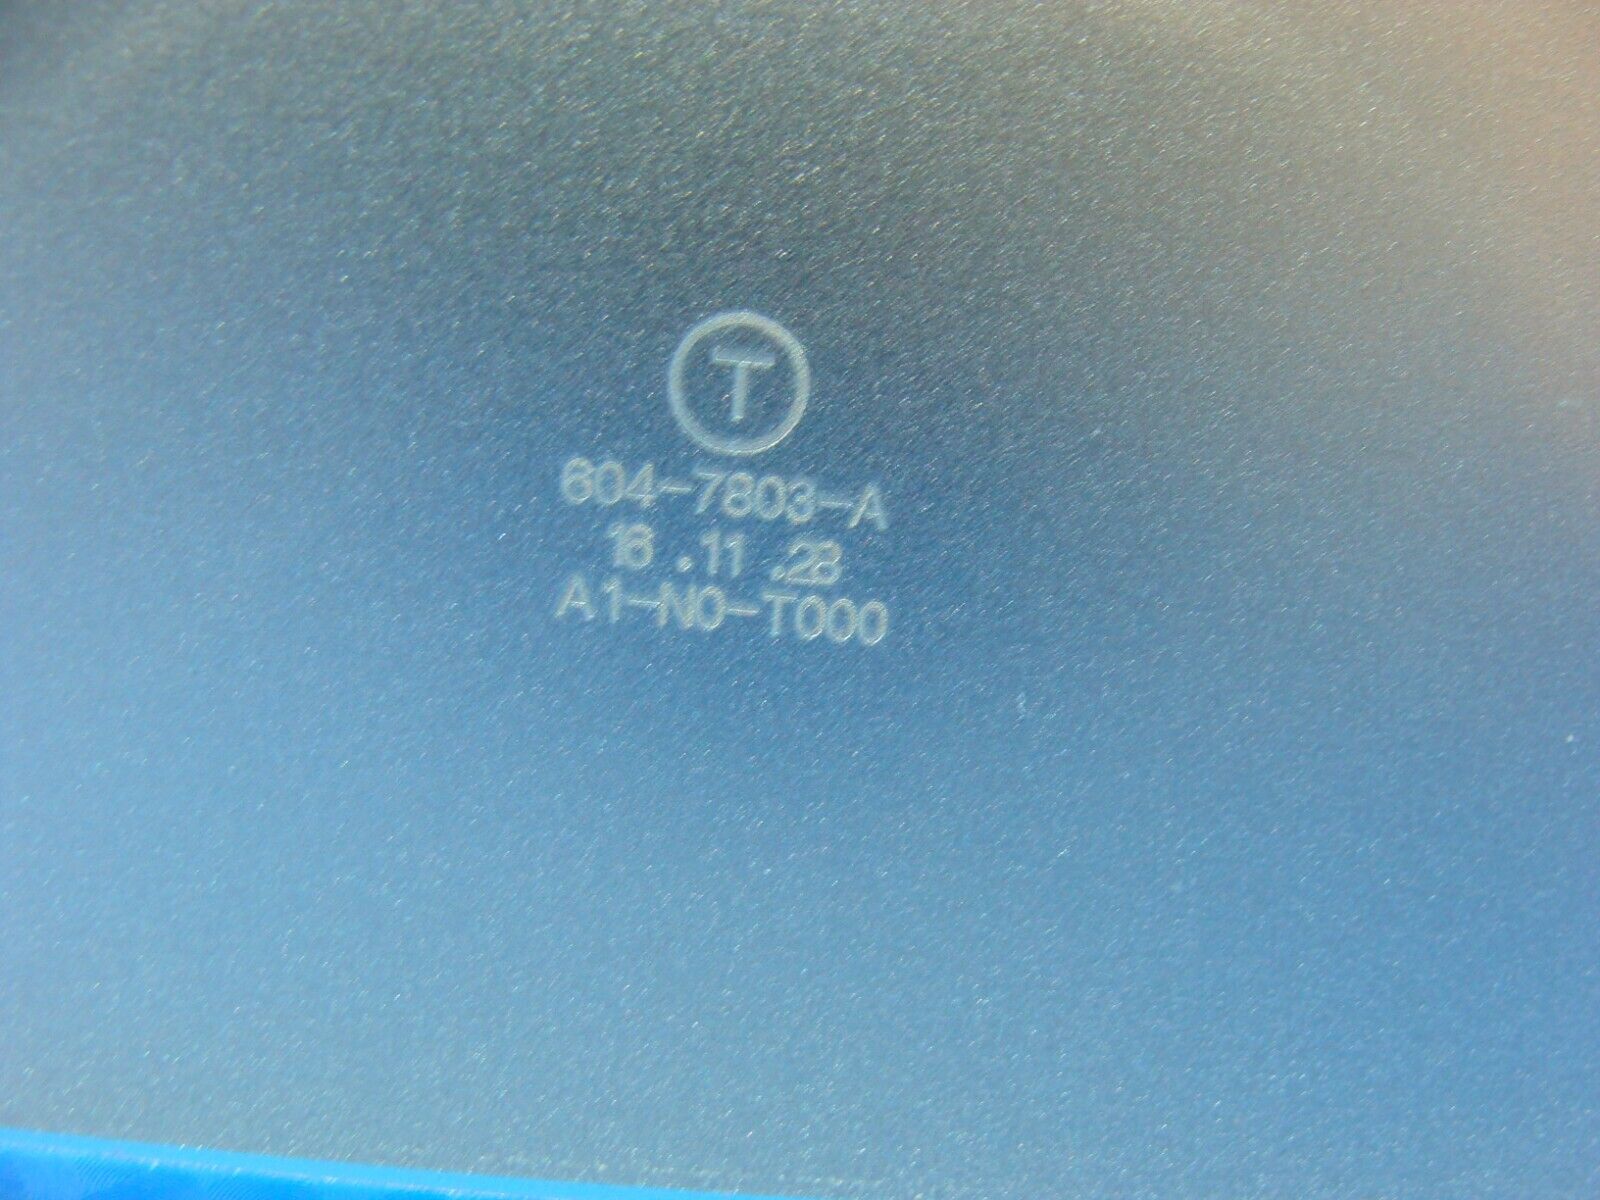 T
604-7803-A
18 .11 .28
A1-N0-T000